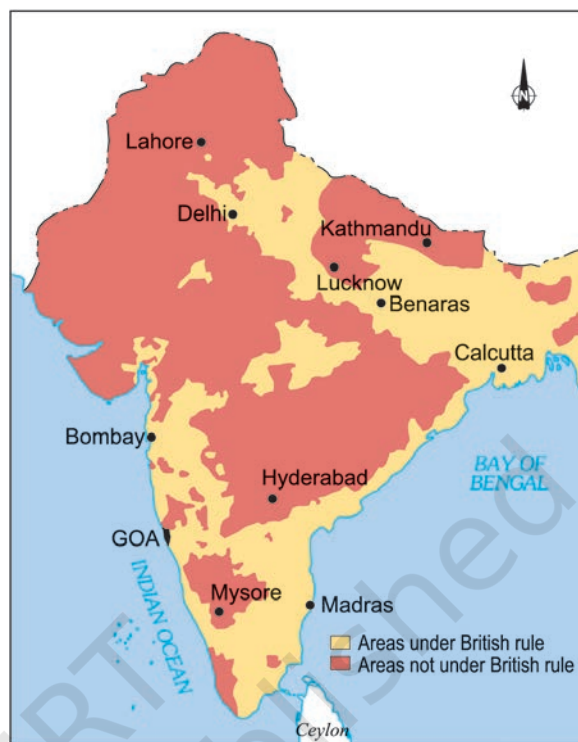 N
Lahore
Delhi
Kathmandu
Lucknow
Benaras
Calcutta
Bombay
Hyderabad
BAY OF
BENGAL
GOA
INDIAN OCEAN
Mysore
Madras
Areas under British rule
Areas not under British rule
Ceylon